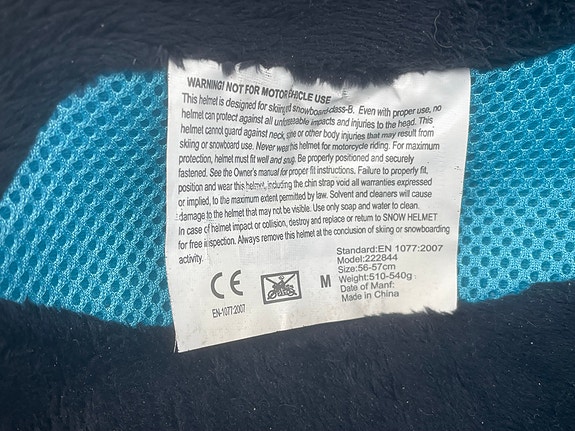 WARNING! NOT FOR MOTOR VEHICLE USE
This helmet is designed for skiing and snowboard-class-B. Even with proper use, no
helmet can protect against all unforseeable impacts and injuries to the head. This
helmet cannot guard against neck, spine or other body injuries that may result from
skiing or snowboard use. Never wear this helmet for motorcycle riding. For maximum
protection, helmet must fit well and snug. Be properly positioned and securely
fastened. See the Owner's manual for proper fit instructions. Failure to properly fit,
position and wear this helmet, including the chin strap void all warranties expressed
or implied, to the maximum extent permitted by law. Solvent and cleaners will cause
damage to the helmet that may not be visible. Use only soap and water to clean.
In case of helmet impact or collision, destroy and replace or return to SNOW HELMET
for free inspection. Always remove this helmet at the conclusion of skiing or snowboarding
activity.
Standard:EN 1077:2007
Model:222844
Size:56-57cm
Weight:510-540g
Date of Manf:
Made in China
CE
M
EN-1077:2007